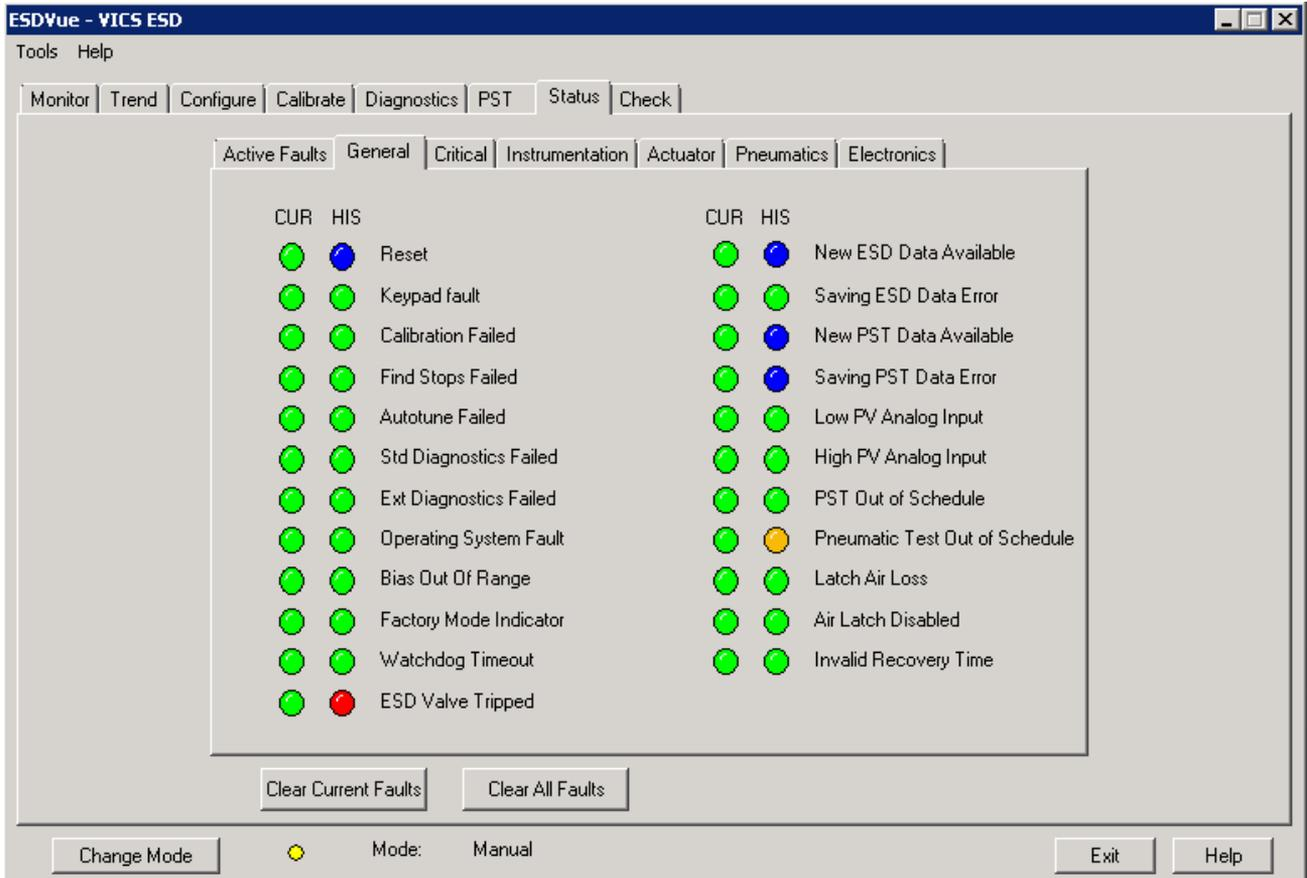 ESDVue - VICS ESD
Tools Help
Monitor Trend Configure Calibrate Diagnostics PST Status Check
Active Faults General Critical Instrumentation Actuator Pneumatics Electronics
CUR HIS
Reset
Keypad fault
Calibration Failed
Find Stops Failed
Autotune Failed
Std Diagnostics Failed
Ext Diagnostics Failed
Operating System Fault
Bias Out Of Range
Factory Mode Indicator
Watchdog Timeout
ESD Valve Tripped
CUR HIS
New ESD Data Available
Saving ESD Data Error
New PST Data Available
Saving PST Data Error
Low PV Analog Input
High PV Analog Input
PST Out of Schedule
Pneumatic Test Out of Schedule
Latch Air Loss
Air Latch Disabled
Invalid Recovery Time
Clear Current Faults Clear All Faults
Change Mode Mode: Manual Exit Help